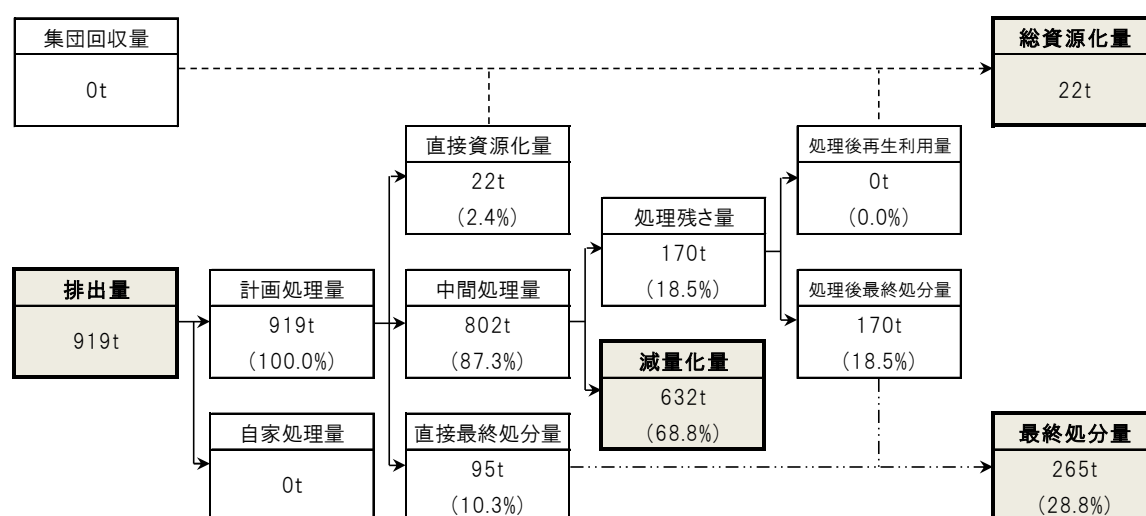 集団回収量
0t
総資源化量
22t
直接資源化量
22t
(2.4%)
処理後再生利用量
0t
(0.0%)
処理残さ量
170t
(18.5%)
排出量
919t
計画処理量
919t
(100.0%)
中間処理量
802t
(87.3%)
処理後最終処分量
170t
(18.5%)
減量化量
632t
(68.8%)
自家処理量
0t
直接最終処分量
95t
(10.3%)
最終処分量
265t
(28.8%)